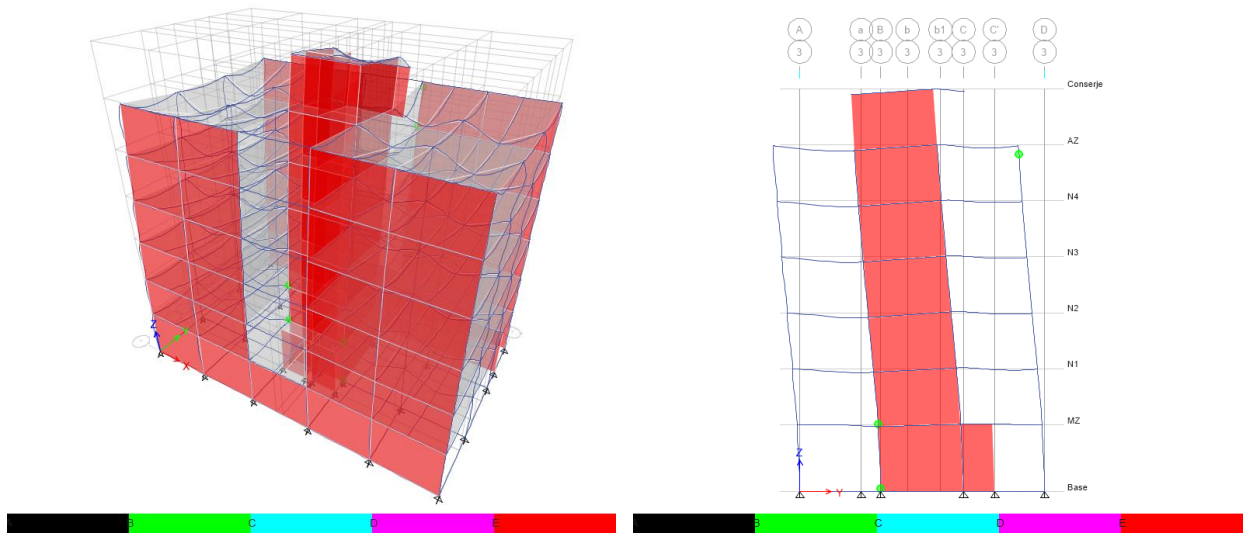 Z
Y
X
A
B
C
D
E
A a B b b1 C C' D
3 3 3 3 3 3 3 3
Conserje
AZ
N4
N3
N2
N1
MZ
Base
Z
Y
B
C
D
E